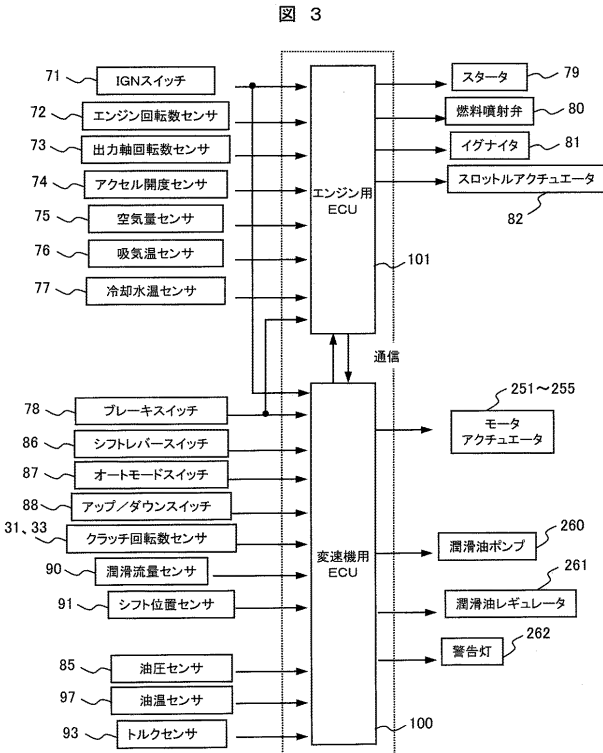 図 3
71
IGNスイッチ
72
エンジン回転数センサ
73
出力軸回転数センサ
74
アクセル開度センサ
75
空気量センサ
76
吸気温センサ
77
冷却水温センサ
エンジン用
ECU
101
スタータ
79
燃料噴射弁
80
イグナイタ
81
スロットルアクチュエータ
82
通信
78
ブレーキスイッチ
86
シフトレバースイッチ
87
オートモードスイッチ
88
アップ/ダウンスイッチ
31、33
クラッチ回転数センサ
90
潤滑流量センサ
91
シフト位置センサ
85
油圧センサ
97
油温センサ
93
トルクセンサ
変速機用
ECU
100
251~255
モータ
アクチュエータ
260
潤滑油ポンプ
261
潤滑油レギュレータ
262
警告灯